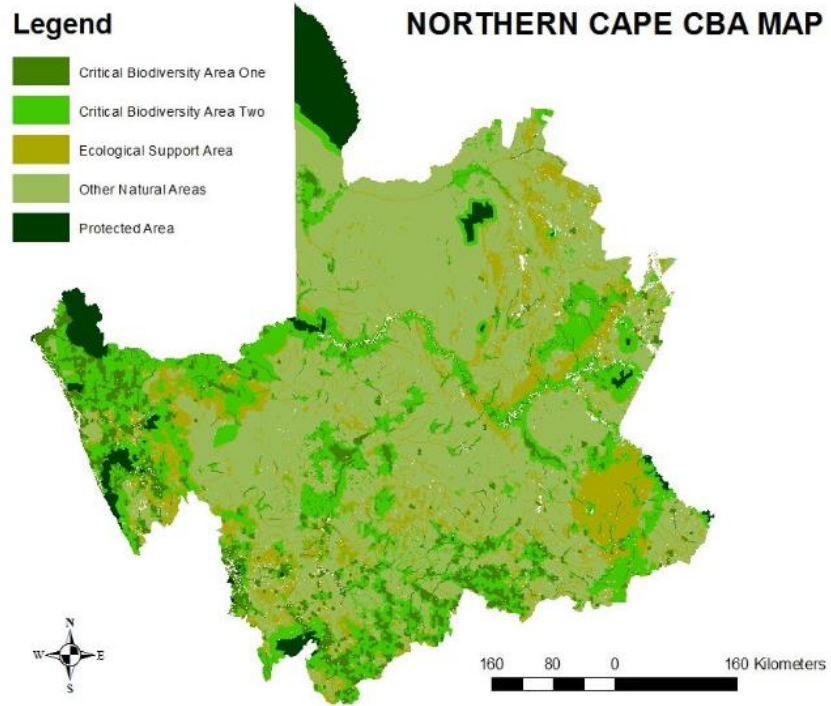 Legend
NORTHERN CAPE CBA MAP
Critical Biodiversity Area One
Critical Biodiversity Area Two
Ecological Support Area
Other Natural Areas
Protected Area
N
W E
S
160 80 0 160 Kilometers